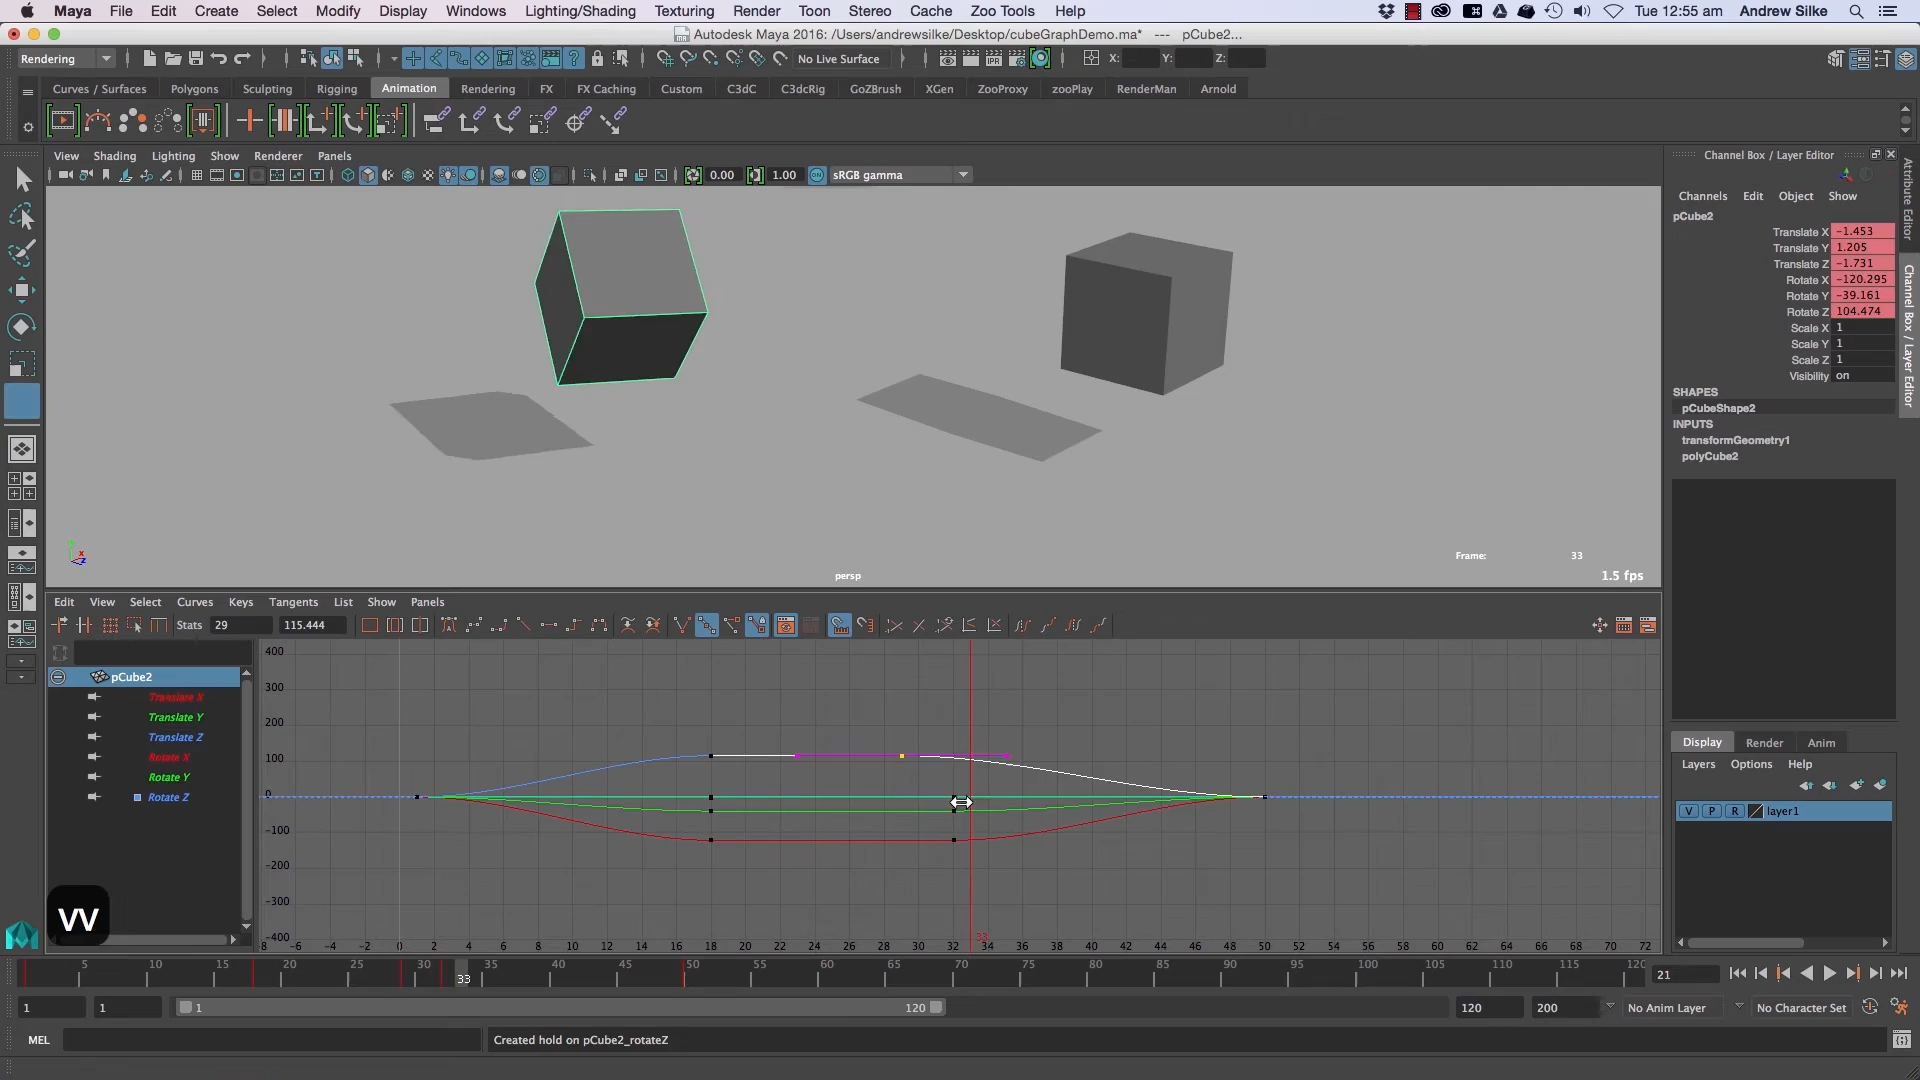 Maya File Edit Create Select Modify Display Windows Lighting/Shading Texturing Render Toon Stereo Cache Zoo Tools Help Tue 12:55 am Andrew Silke
Autodesk Maya 2016: /Users/andrewsilke/Desktop/cubeGraphDemo.ma* --- pCube2...
Rendering No Live Surface X: Y: Z:
Curves / Surfaces Polygons Sculpting Rigging Animation Rendering FX FX Caching Custom C3dC C3dcRig GoZBrush XGen ZooProxy zooPlay RenderMan Arnold
IPR
View Shading Lighting Show Renderer Panels
0.00 1.00 sRGB gamma
Channel Box / Layer Editor
Channels Edit Object Show
pCube2
Translate X -1.453
Translate Y 1.205
Translate Z -1.731
Rotate X -120.295
Rotate Y -39.161
Rotate Z 104.474
Scale X 1
Scale Y 1
Scale Z 1
Visibility on
SHAPES
pCubeShape2
INPUTS
transformGeometry1
polyCube2
Attribute Editor
Channel Box / Layer Editor
Frame: 33
persp
1.5 fps
Edit View Select Curves Keys Tangents List Show Panels
Stats 29 115.444
pCube2
Translate X
Translate Y
Translate Z
Rotate X
Rotate Y
Rotate Z
400
300
200
100
0
-100
-200
-300
-400
-8 -6 -4 -2 0 2 4 6 8 10 12 14 16 18 20 22 24 26 28 30 32 34 36 38 40 42 44 46 48 50 52 54 56 58 60 62 64 66 68 70 72
33
VV
Display Render Anim
Layers Options Help
V P R layer1
5 10 15 20 25 30 35 40 45 50 55 60 65 70 75 80 85 90 95 100 105 110 115 120
33
21
1 1 1 120 120 200 No Anim Layer No Character Set
MEL Created hold on pCube2_rotateZ